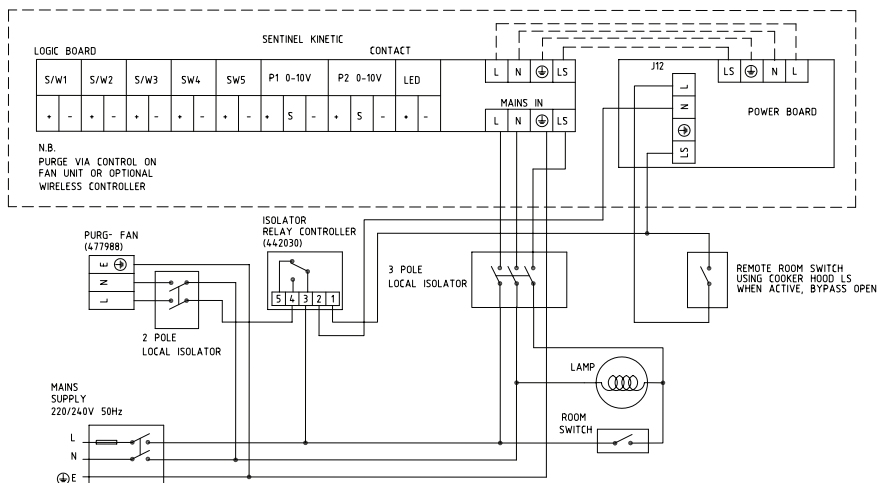 SENTINEL KINETIC
LOGIC BOARD
CONTACT
S/W1 S/W2 S/W3 SW4 SW5 P1 0-10V P2 0-10V LED
+ - + - + - + - + - + S - + S - + -
L N LS
MAINS IN
L N LS
J12
LS N L
L
N
LS
POWER BOARD
N.B.
PURGE VIA CONTROL ON
FAN UNIT OR OPTIONAL
WIRELESS CONTROLLER
PURG- FAN
(477988)
E
N
L
2 POLE
LOCAL ISOLATOR
ISOLATOR
RELAY CONTROLLER
(442030)
5 4 3 2 1
3 POLE
LOCAL ISOLATOR
REMOTE ROOM SWITCH
USING COOKER HOOD LS
WHEN ACTIVE, BYPASS OPEN
LAMP
ROOM
SWITCH
MAINS
SUPPLY
220/240V 50Hz
L
N
E